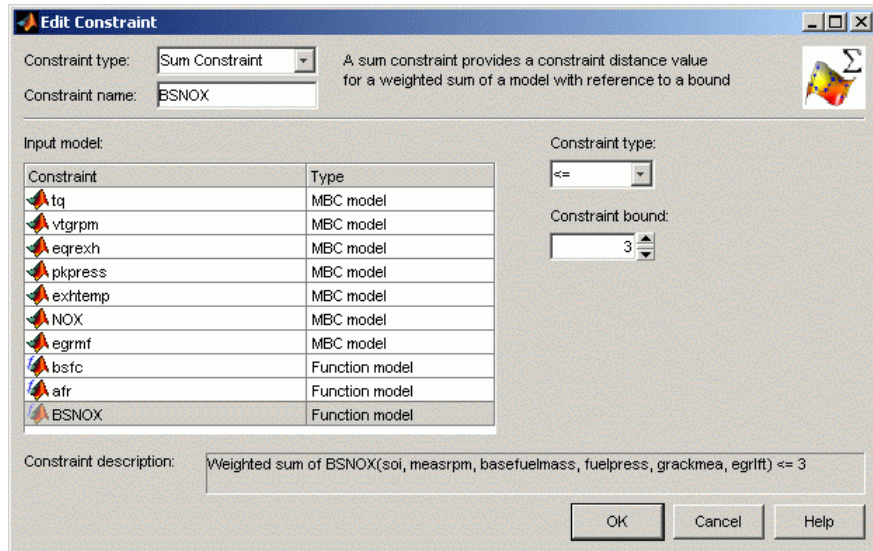 Edit Constraint
Constraint type: Sum Constraint
A sum constraint provides a constraint distance value
for a weighted sum of a model with reference to a bound
Constraint name: BSNOX
Σ
Input model:
Constraint Type
tq MBC model
vtgrpm MBC model
eqrexh MBC model
pkpress MBC model
exhtemp MBC model
NOX MBC model
egrmf MBC model
bsfc Function model
afr Function model
BSNOX Function model
Constraint type:
<=
Constraint bound:
3
Constraint description: Weighted sum of BSNOX(soi, measrpm, basefuelmass, fuelpress, grackmea, egrlft) <= 3
OK Cancel Help